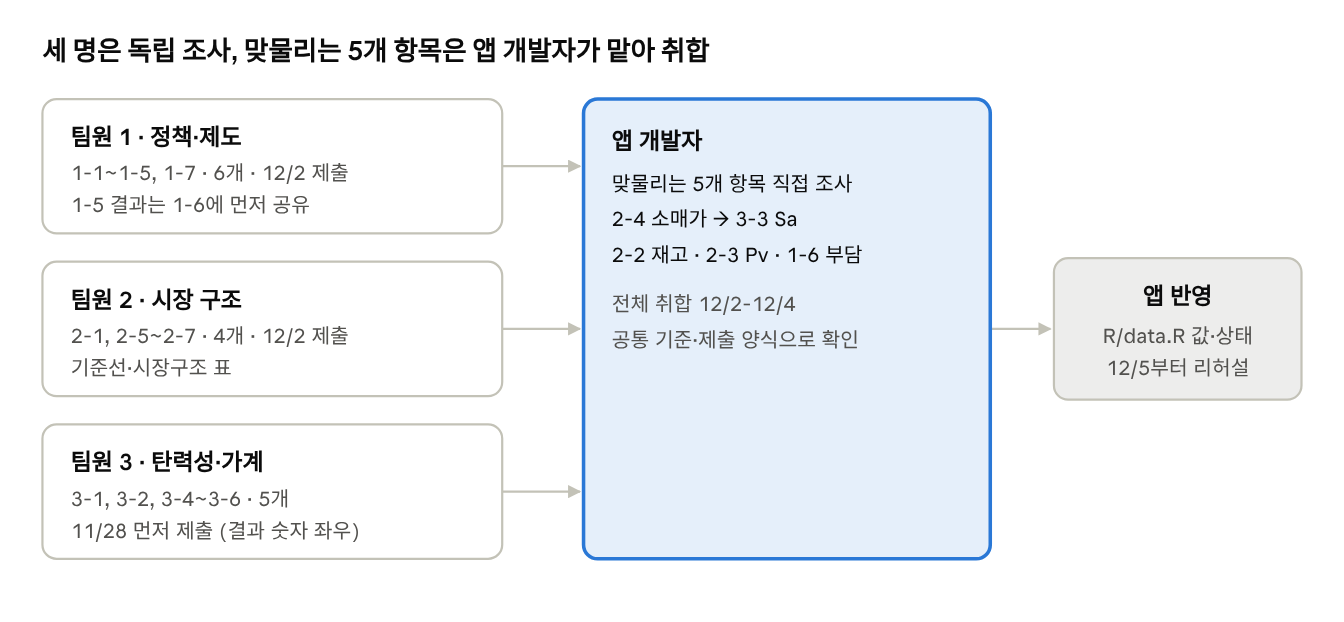 세 명은 독립 조사, 맞물리는 5개 항목은 앱 개발자가 맡아 취합
팀원 1 · 정책·제도
1-1~1-5, 1-7 · 6개 · 12/2 제출
1-5 결과는 1-6에 먼저 공유
팀원 2 · 시장 구조
2-1, 2-5~2-7 · 4개 · 12/2 제출
기준선·시장구조 표
팀원 3 · 탄력성·가계
3-1, 3-2, 3-4~3-6 · 5개
11/28 먼저 제출 (결과 숫자 좌우)
앱 개발자
맞물리는 5개 항목 직접 조사
2-4 소매가 → 3-3 Sa
2-2 재고 · 2-3 Pv · 1-6 부담
전체 취합 12/2-12/4
공통 기준·제출 양식으로 확인
앱 반영
R/data.R 값·상태
12/5부터 리허설